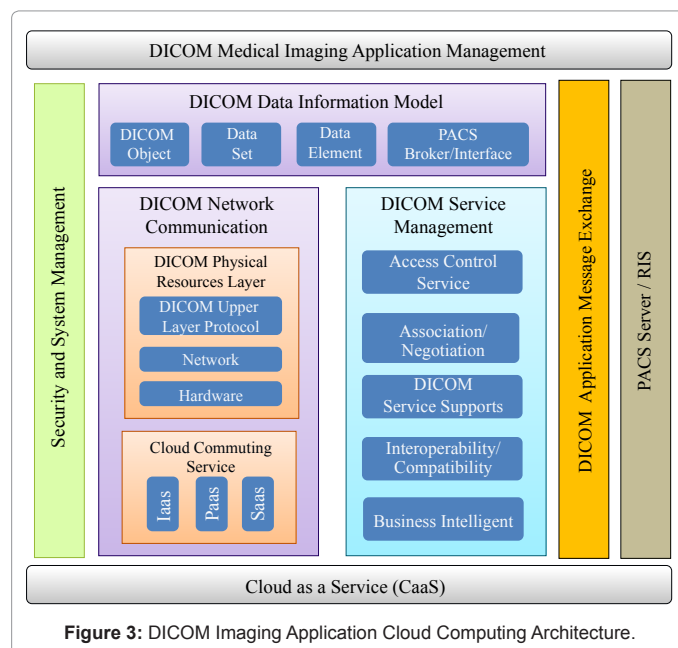 DICOM Medical Imaging Application Management
Security and System Management
DICOM Data Information Model
DICOM
Object
Data
Set
Data
Element
PACS
Broker/Interface
DICOM Network
Communication
DICOM Physical
Resources Layer
DICOM Upper
Layer Protocol
Network
Hardware
Cloud Commuting
Service
Iaas
Paas
Saas
DICOM Service
Management
Access Control
Service
Association/
Negotiation
DICOM
Service Supports
Interoperability/
Compatibility
Business Intelligent
DICOM Application Message Exchange
PACS Server / RIS
Cloud as a Service (CaaS)
Figure 3: DICOM Imaging Application Cloud Computing Architecture.